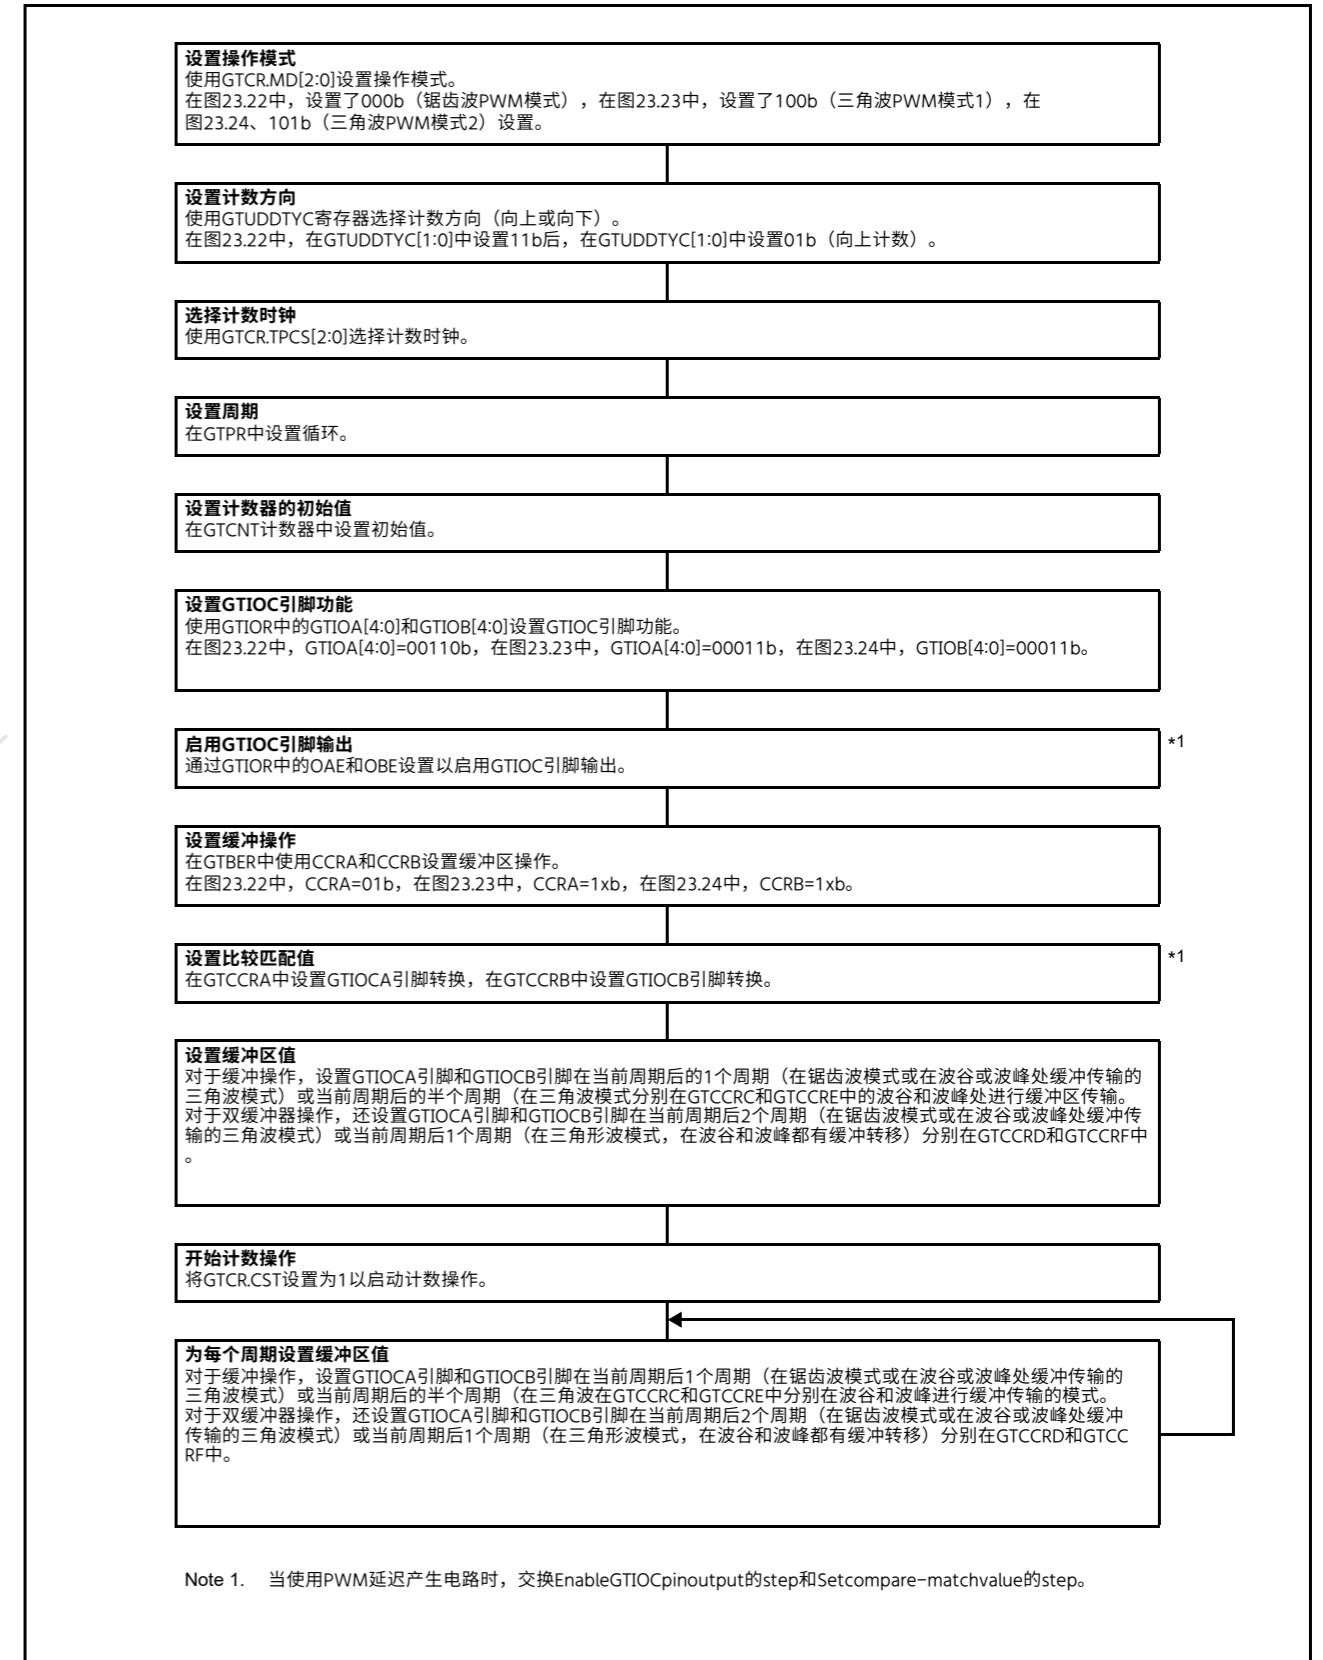 设置操作模式
使用GTCR.MD[2:0]设置操作模式。
在图23.22中，设置了000b（锯齿波PWM模式），在图23.23中，设置了100b（三角波PWM模式1），在
图23.24、101b（三角波PWM模式2）设置。
设置计数方向
使用GTUDDTYC寄存器选择计数方向（向上或向下）。
在图23.22中，在GTUDDTYC[1:0]中设置11b后，在GTUDDTYC[1:0]中设置01b（向上计数）。
选择计数时钟
使用GTCR.TPCS[2:0]选择计数时钟。
设置周期
在GTPR中设置循环。
设置计数器的初始值
在GTCNT计数器中设置初始值。
设置GTIOC引脚功能
使用GTIOR中的GTIOA[4:0]和GTIOB[4:0]设置GTIOC引脚功能。
在图23.22中，GTIOA[4:0]=00110b，在图23.23中，GTIOA[4:0]=00011b，在图23.24中，GTIOB[4:0]=00011b。
启用GTIOC引脚输出 *1
通过GTIOR中的OAE和OBE设置以启用GTIOC引脚输出。
设置缓冲操作
在GTBER中使用CCRA和CCRB设置缓冲区操作。
在图23.22中，CCRA=01b，在图23.23中，CCRA=1xb，在图23.24中，CCRB=1xb。
设置比较匹配值 *1
在GTCCRA中设置GTIOCA引脚转换，在GTCCRB中设置GTIOCB引脚转换。
设置缓冲区值
对于缓冲操作，设置GTIOCA引脚和GTIOCB引脚在当前周期后的1个周期（在锯齿波模式或在波谷或波峰处缓冲传输的
三角波模式）或当前周期后的半个周期（在三角波模式分别在GTCCRC和GTCCRE中的波谷和波峰处进行缓冲区传输。
对于双缓冲器操作，还设置GTIOCA引脚和GTIOCB引脚在当前周期后2个周期（在锯齿波模式或在波谷或波峰处缓冲传
输的三角波模式）或当前周期后1个周期（在三角形波模式，在波谷和波峰都有缓冲转移）分别在GTCCRD和GTCCRF中
。
开始计数操作
将GTCR.CST设置为1以启动计数操作。
为每个周期设置缓冲区值
对于缓冲操作，设置GTIOCA引脚和GTIOCB引脚在当前周期后1个周期（在锯齿波模式或在波谷或波峰处缓冲传输的
三角波模式）或当前周期后的半个周期（在三角波在GTCCRC和GTCCRE中分别在波谷和波峰进行缓冲传输的模式。
对于双缓冲器操作，还设置GTIOCA引脚和GTIOCB引脚在当前周期后2个周期（在锯齿波模式或在波谷或波峰处缓冲
传输的三角波模式）或当前周期后1个周期（在三角形波模式，在波谷和波峰都有缓冲转移）分别在GTCCRD和GTCC
RF中。
Note 1. 当使用PWM延迟产生电路时，交换EnableGTIOCpinoutput的step和Setcompare-matchvalue的step。